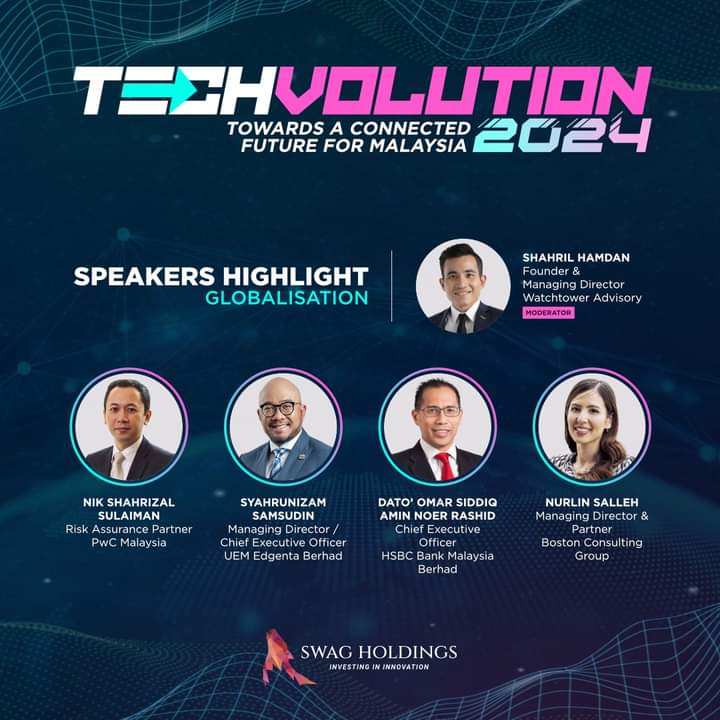 TECHVOLUTION
TOWARDS A CONNECTED
FUTURE FOR MALAYSIA
2024
SPEAKERS HIGHLIGHT
GLOBALISATION
SHAHRIL HAMDAN
Founder &
Managing Director
Watchtower Advisory
MODERATOR
NIK SHAHRIZAL
SULAIMAN
Risk Assurance Partner
PwC Malaysia
SYAHRUNIZAM
SAMSUDIN
Managing Director /
Chief Executive Officer
UEM Edgenta Berhad
DATO' OMAR SIDDIQ
AMIN NOER RASHID
Chief Executive
Officer
HSBC Bank Malaysia
Berhad
NURLIN SALLEH
Managing Director &
Partner
Boston Consulting
Group
SWAG HOLDINGS
INVESTING IN INNOVATION